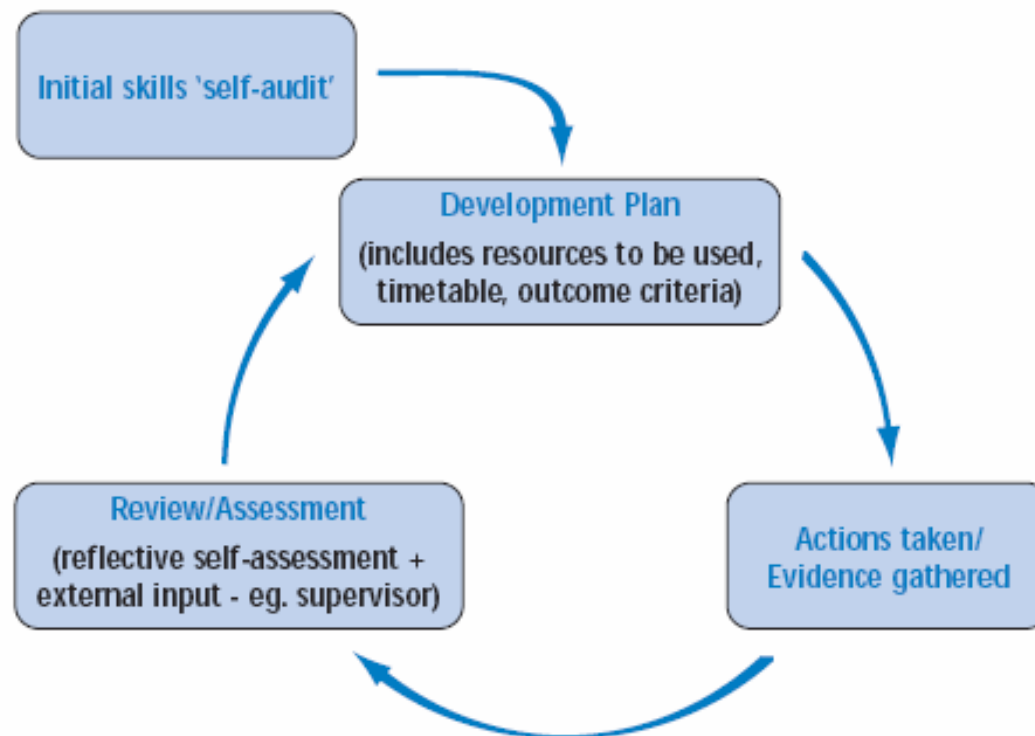 Initial skills 'self-audit'
Development Plan
(includes resources to be used,
timetable, outcome criteria)
Review/Assessment
(reflective self-assessment +
external input - eg. supervisor)
Actions taken/
Evidence gathered